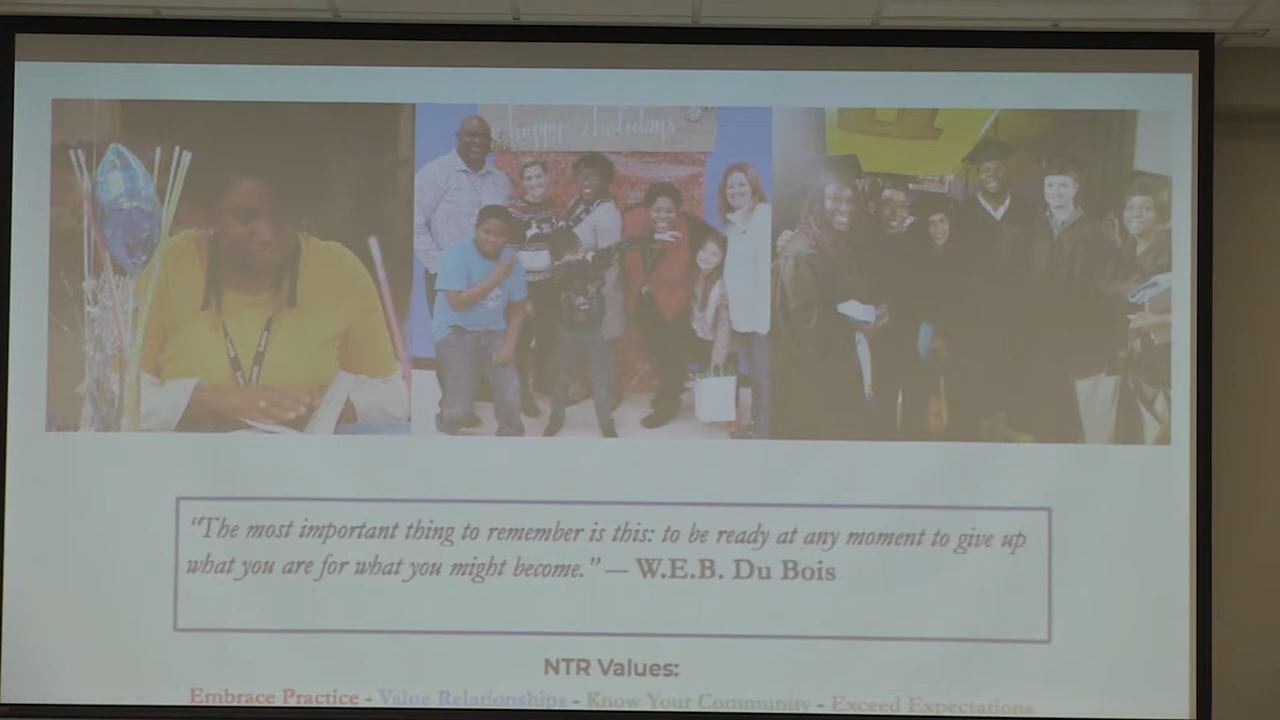 happy holidays
“The most important thing to remember is this: to be ready at any moment to give up
what you are for what you might become.” — W.E.B. Du Bois
NTR Values:
Embrace Practice - Value Relationships - Know Your Community - Exceed Expectations